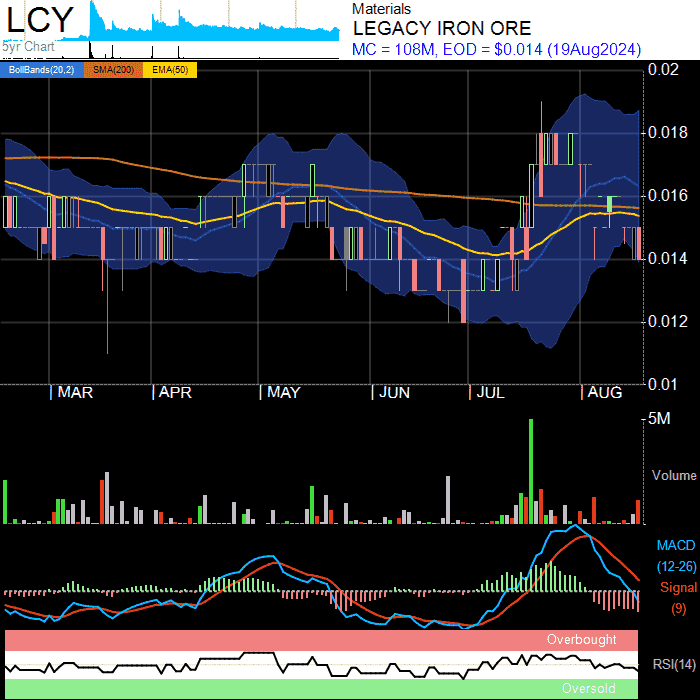 LCY
5yr Chart
Materials
LEGACY IRON ORE
MC = 108M, EOD = $0.014 (19Aug2024)
BollBands(20,2) SMA(200) EMA(50)
0.02
0.018
0.016
0.014
0.012
0.01
MAR APR MAY JUN JUL AUG
5M
Volume
MACD
(12-26)
Signal
(9)
Overbought
RSI(14)
Oversold